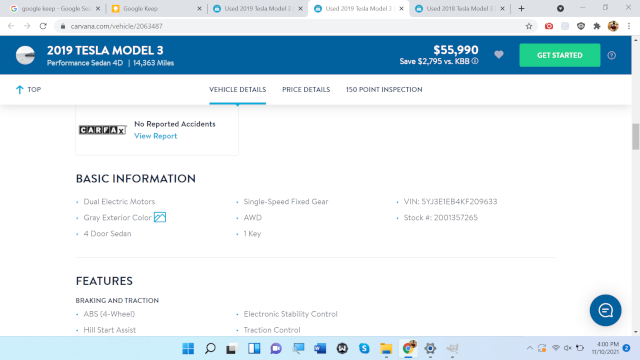 google keep - Google Sea
Google Keep
Used 2019 Tesla Model 3
Used 2019 Tesla Model 3
Used 2018 Tesla Model 3
carvana.com/vehicle/2063487
2019 TESLA MODEL 3
Performance Sedan 4D | 14,363 Miles
$55,990
Save $2,795 vs. KBB
GET STARTED
TOP
VEHICLE DETAILS
PRICE DETAILS
150 POINT INSPECTION
CARFAX
No Reported Accidents
View Report
BASIC INFORMATION
Dual Electric Motors
Single-Speed Fixed Gear
VIN: 5YJ3E1EB4KF209633
Gray Exterior Color
AWD
Stock #: 2001357265
4 Door Sedan
1 Key
FEATURES
BRAKING AND TRACTION
ABS (4-Wheel)
Electronic Stability Control
Hill Start Assist
Traction Control
4:00 PM
11/10/2021